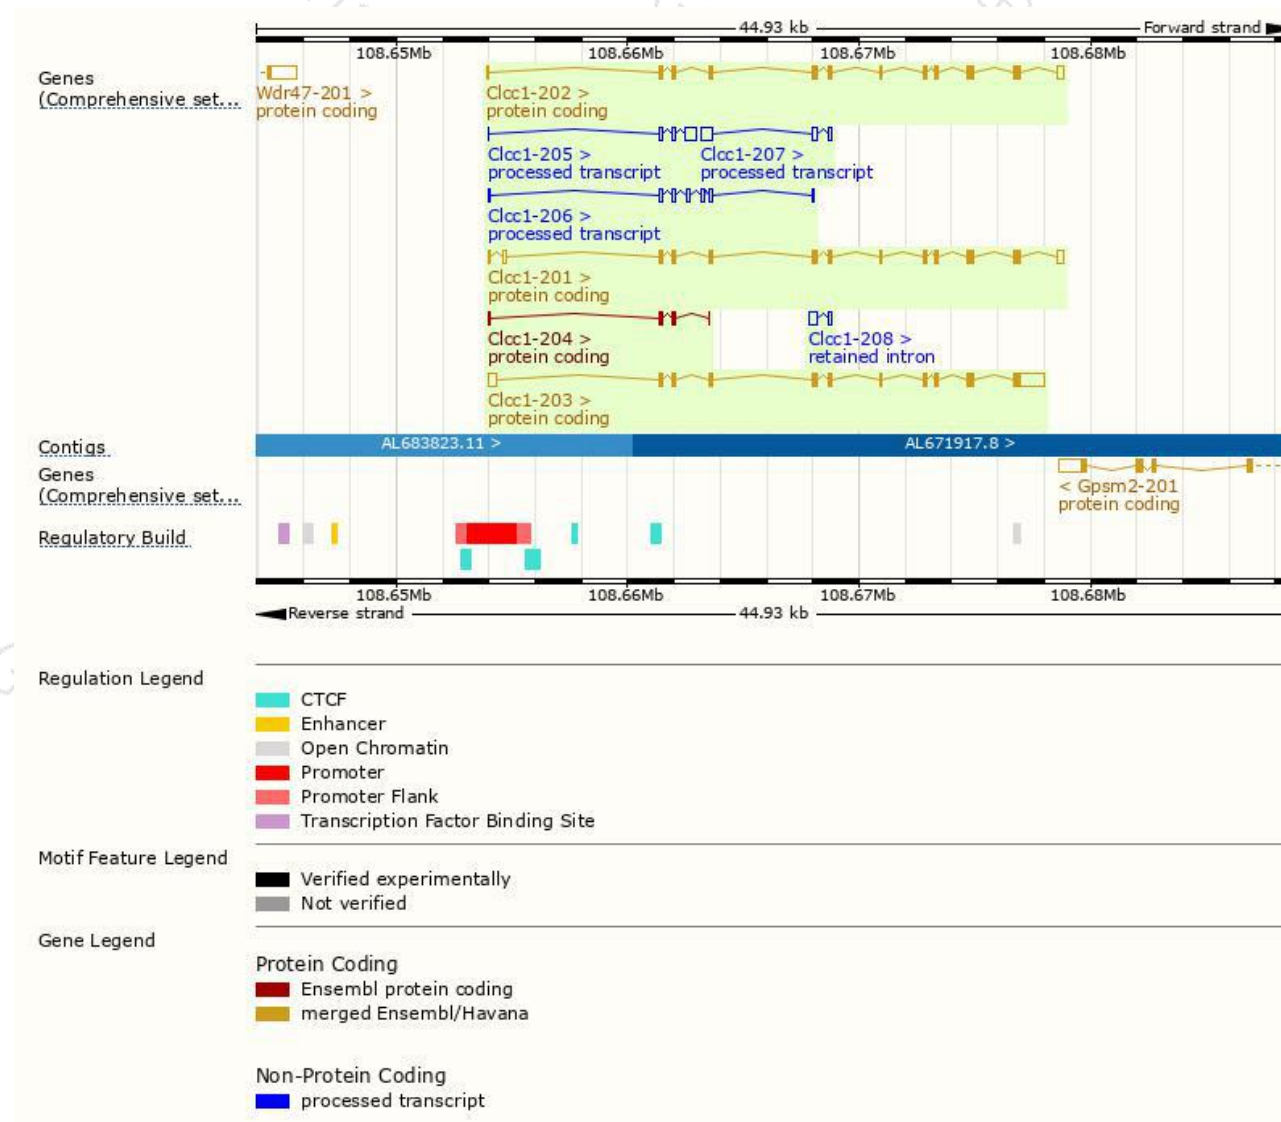 44.93 kb Forward strand
108.65Mb 108.66Mb 108.67Mb 108.68Mb
Genes
(Comprehensive set...
Wdr47-201 >
protein coding
Clcc1-202 >
protein coding
Clcc1-205 >
processed transcript
Clcc1-207 >
processed transcript
Clcc1-206 >
processed transcript
Clcc1-201 >
protein coding
Clcc1-204 >
protein coding
Clcc1-208 >
retained intron
Clcc1-203 >
protein coding
Contigs
AL683823.11 > AL671917.8 >
Genes
(Comprehensive set...
< Gpsm2-201
protein coding
Regulatory Build
108.65Mb 108.66Mb 108.67Mb 108.68Mb
Reverse strand 44.93 kb
Regulation Legend
CTCF
Enhancer
Open Chromatin
Promoter
Promoter Flank
Transcription Factor Binding Site
Motif Feature Legend
Verified experimentally
Not verified
Gene Legend
Protein Coding
Ensembl protein coding
merged Ensembl/Havana
Non-Protein Coding
processed transcript